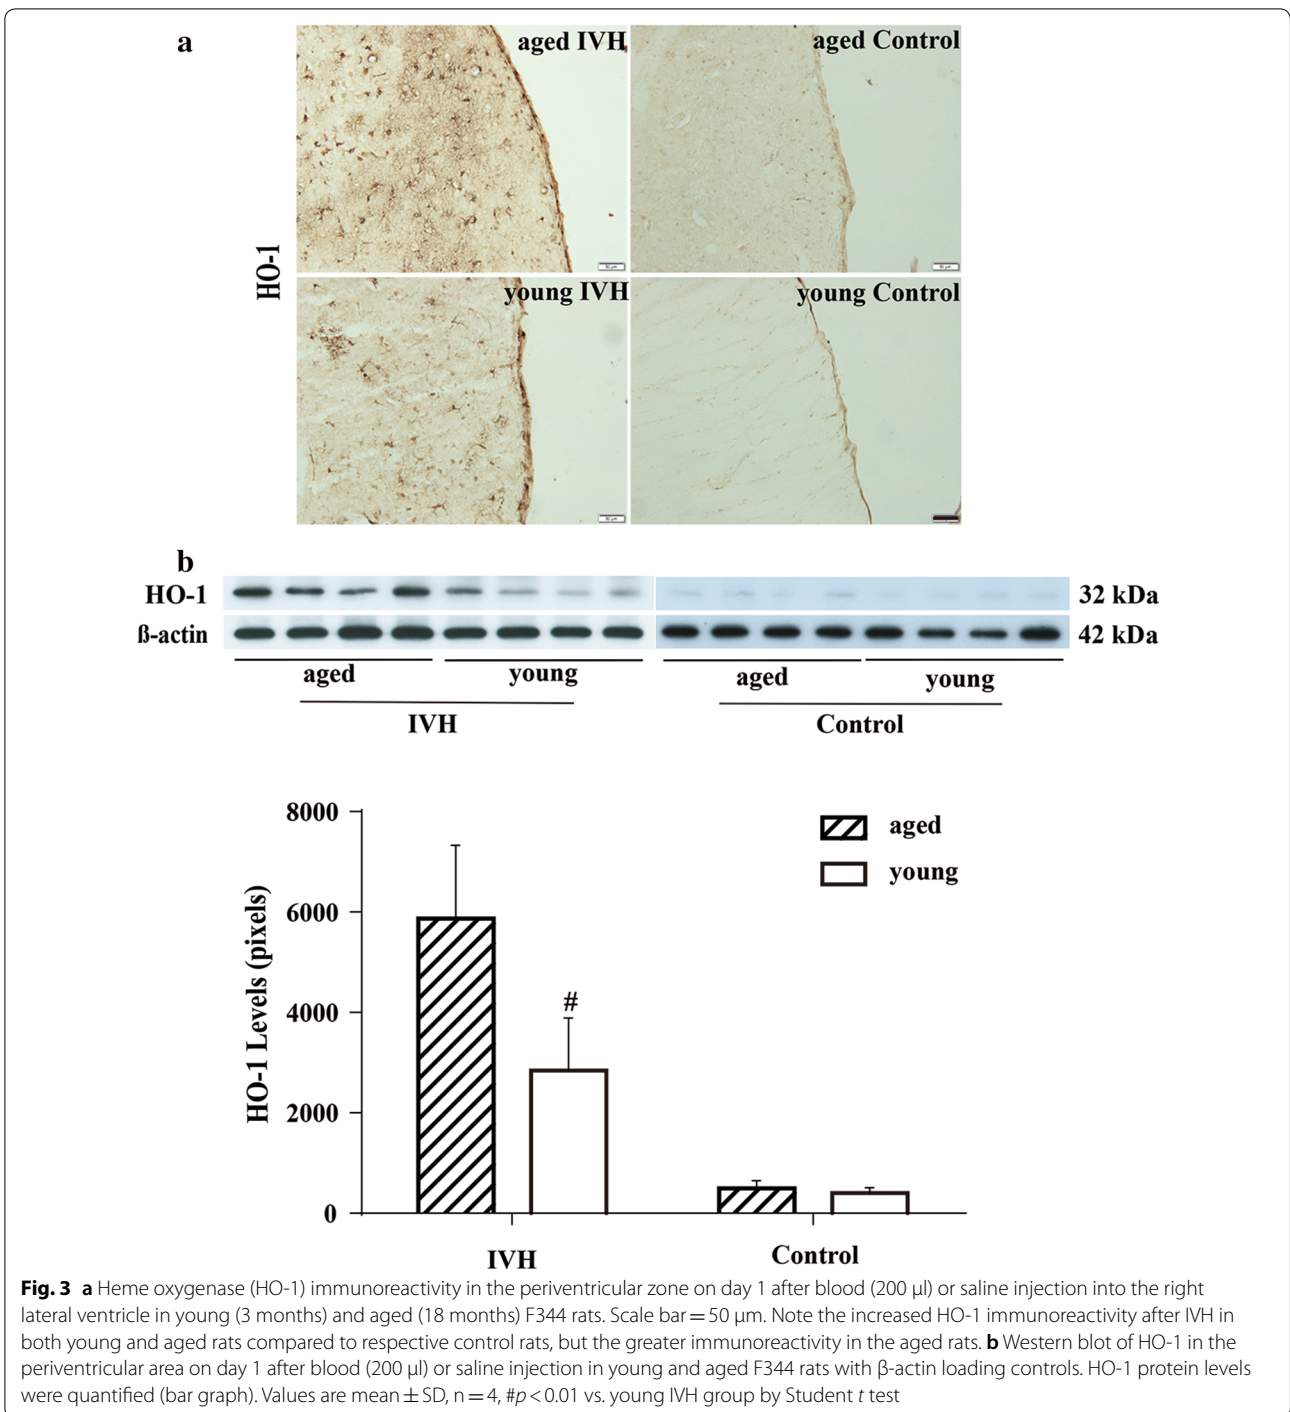 a
aged IVH
aged Control
HO-1
young IVH
young Control
b
HO-1
32 kDa
ß-actin
42 kDa
aged
young
aged
young
IVH
Control
8000
6000
4000
2000
0
HO-1 Levels (pixels)
aged
young
#
IVH
Control
Fig. 3 a Heme oxygenase (HO-1) immunoreactivity in the periventricular zone on day 1 after blood (200 µl) or saline injection into the right
lateral ventricle in young (3 months) and aged (18 months) F344 rats. Scale bar = 50 µm. Note the increased HO-1 immunoreactivity after IVH in
both young and aged rats compared to respective control rats, but the greater immunoreactivity in the aged rats. b Western blot of HO-1 in the
periventricular area on day 1 after blood (200 µl) or saline injection in young and aged F344 rats with β-actin loading controls. HO-1 protein levels
were quantified (bar graph). Values are mean ± SD, n = 4, #p < 0.01 vs. young IVH group by Student t test